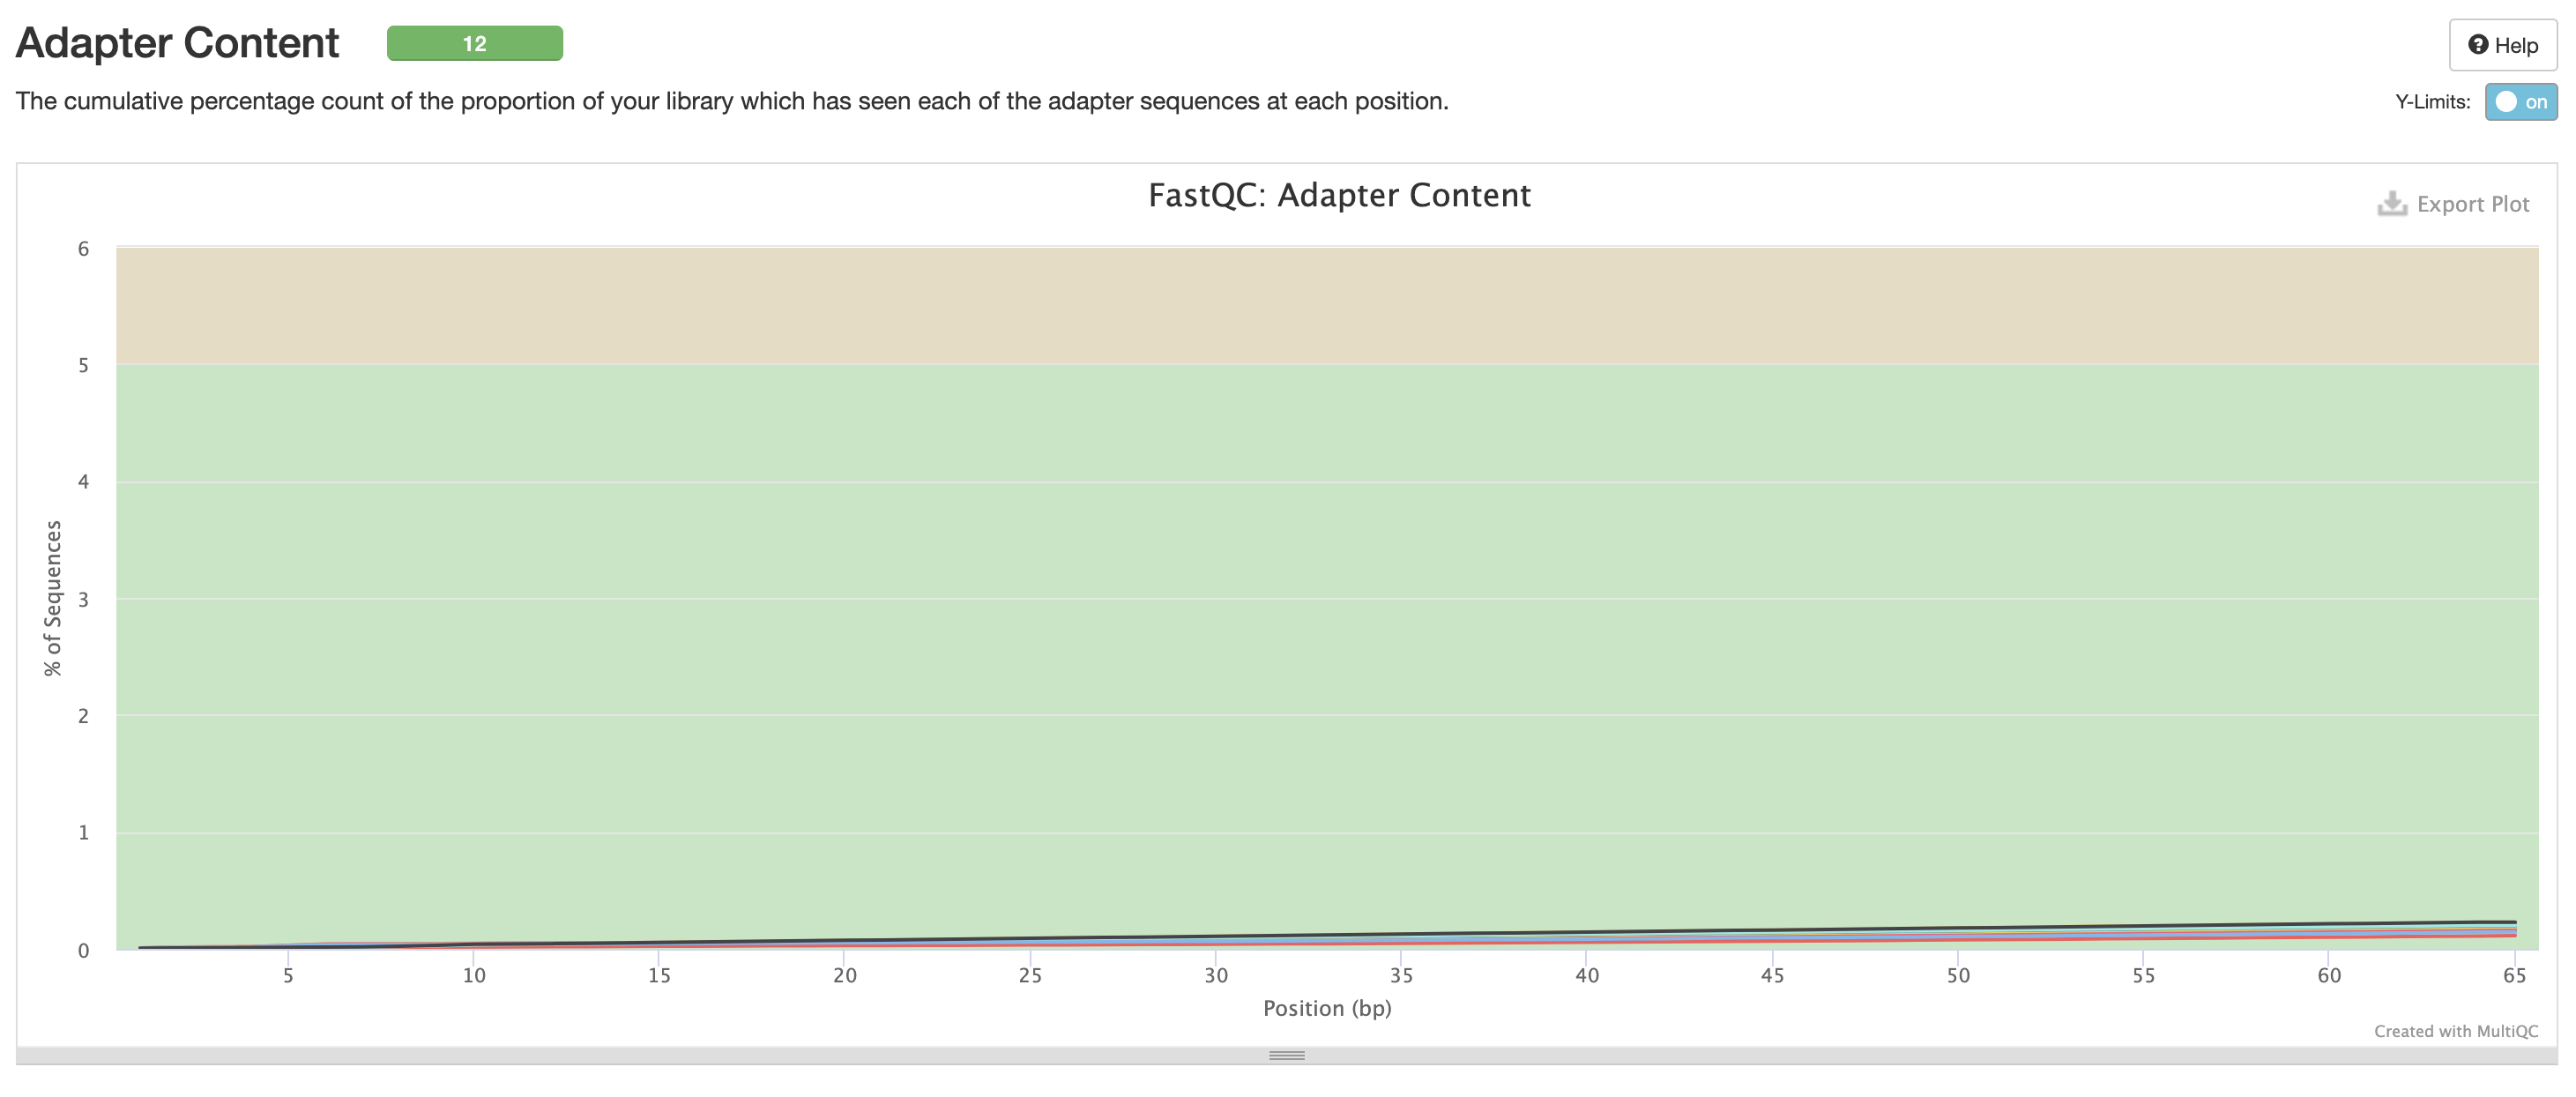 Adapter Content 12
Help
The cumulative percentage count of the proportion of your library which has seen each of the adapter sequences at each position.
Y-Limits: on
FastQC: Adapter Content
Export Plot
6
5
4
3
2
1
0
% of Sequences
5 10 15 20 25 30 35 40 45 50 55 60 65
Position (bp)
Created with MultiQC